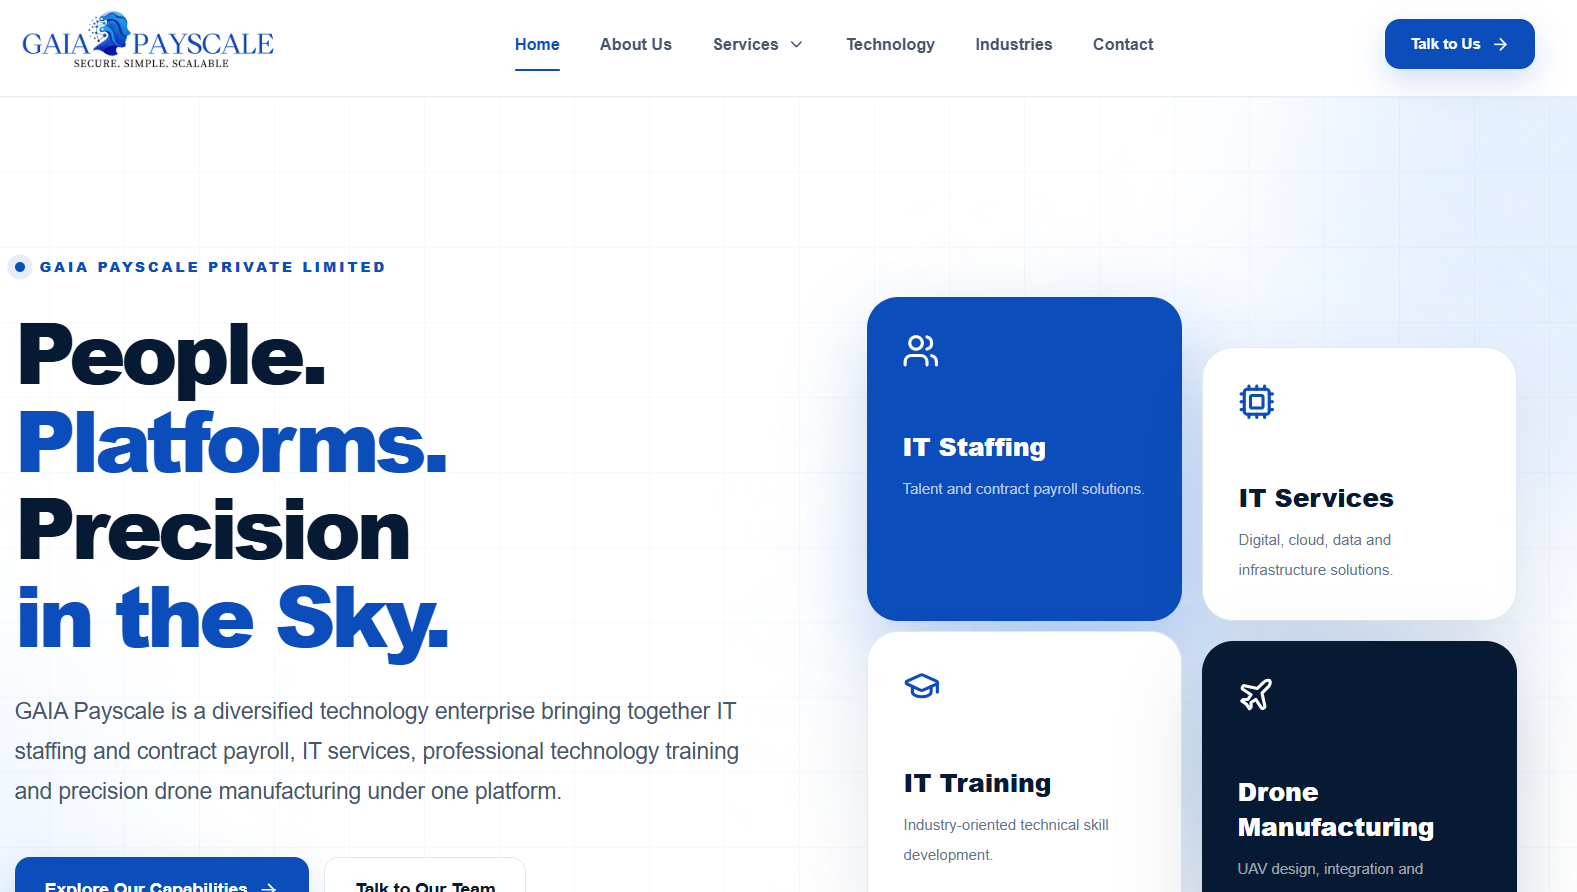 GAIA PAYSCALE
SECURE. SIMPLE. SCALABLE
Home
About Us
Services
Technology
Industries
Contact
Talk to Us
GAIA PAYSCALE PRIVATE LIMITED
People.
Platforms.
Precision
in the Sky.
GAIA Payscale is a diversified technology enterprise bringing together IT
staffing and contract payroll, IT services, professional technology training
and precision drone manufacturing under one platform.
Explore Our Capabilities
Talk to Our Team
IT Staffing
Talent and contract payroll solutions.
IT Services
Digital, cloud, data and
infrastructure solutions.
IT Training
Industry-oriented technical skill
development.
Drone
Manufacturing
UAV design, integration and